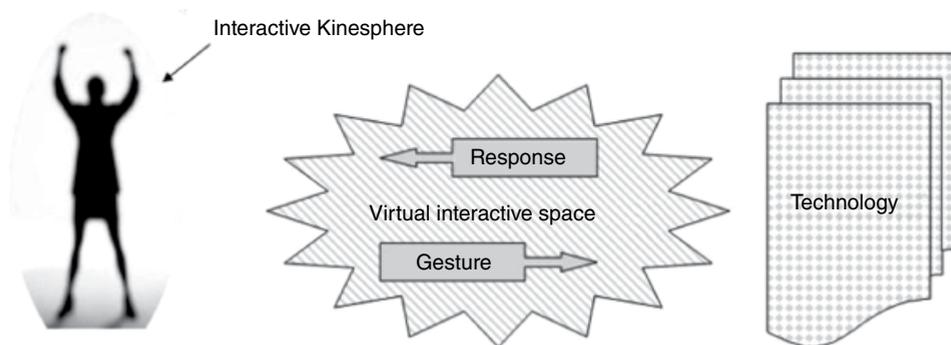 Interactive Kinesphere
Response
Virtual interactive space
Gesture
Technology